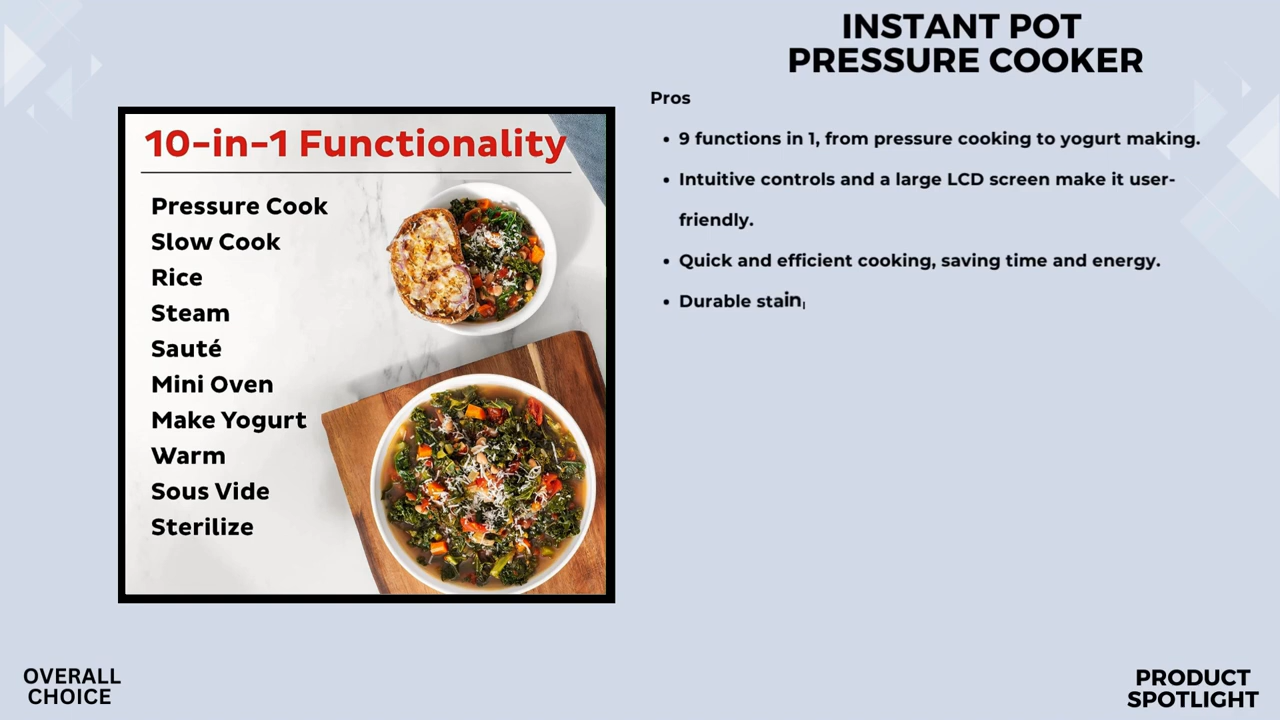 INSTANT POT
PRESSURE COOKER
10-in-1 Functionality
Pressure Cook
Slow Cook
Rice
Steam
Sauté
Mini Oven
Make Yogurt
Warm
Sous Vide
Sterilize
Pros
• 9 functions in 1, from pressure cooking to yogurt making.
• Intuitive controls and a large LCD screen make it user-
friendly.
• Quick and efficient cooking, saving time and energy.
• Durable stain
OVERALL
CHOICE
PRODUCT
SPOTLIGHT